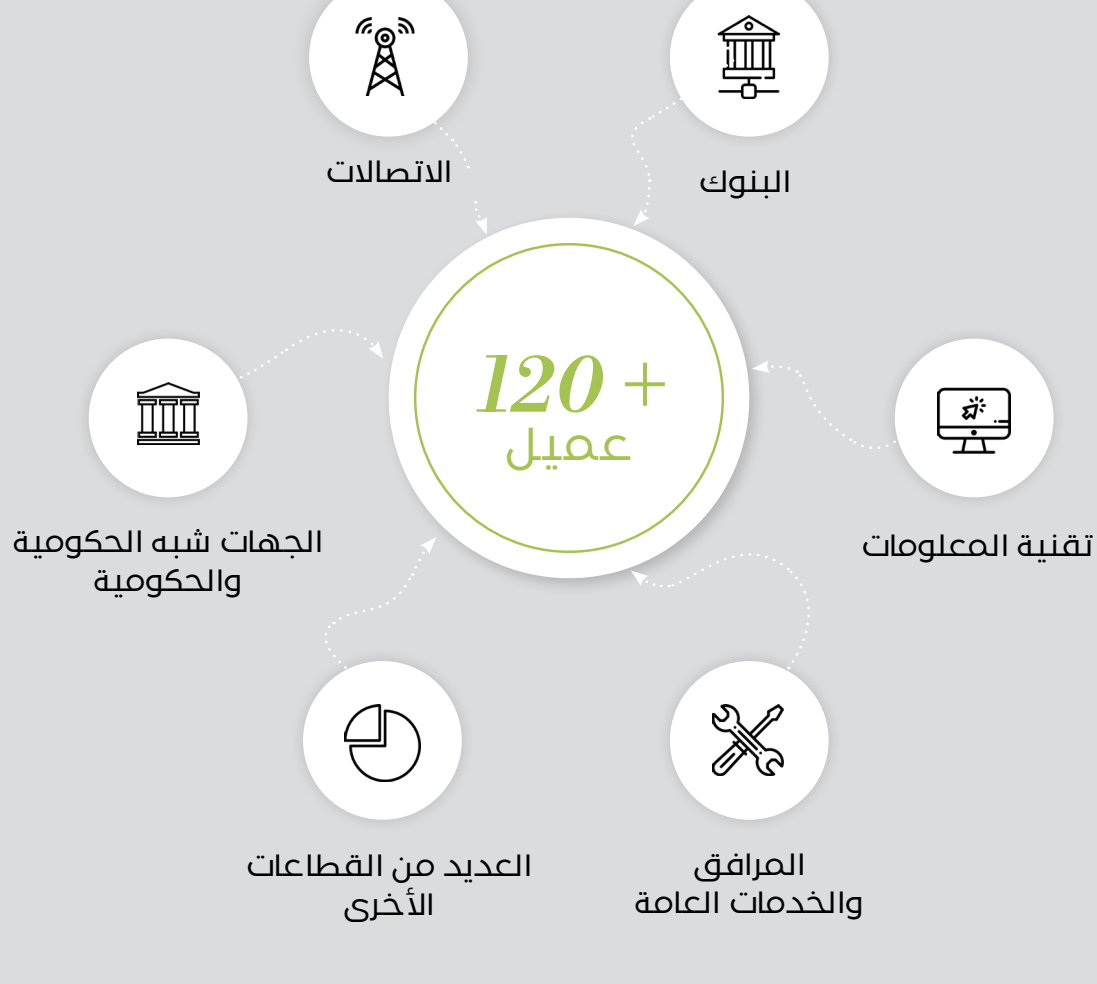 البنوك
الاتصالات
120 +
عميل
تقنية المعلومات
الجهات شبه الحكومية
والحكومية
المرافق
والخدمات العامة
العديد من القطاعات
الأخرى